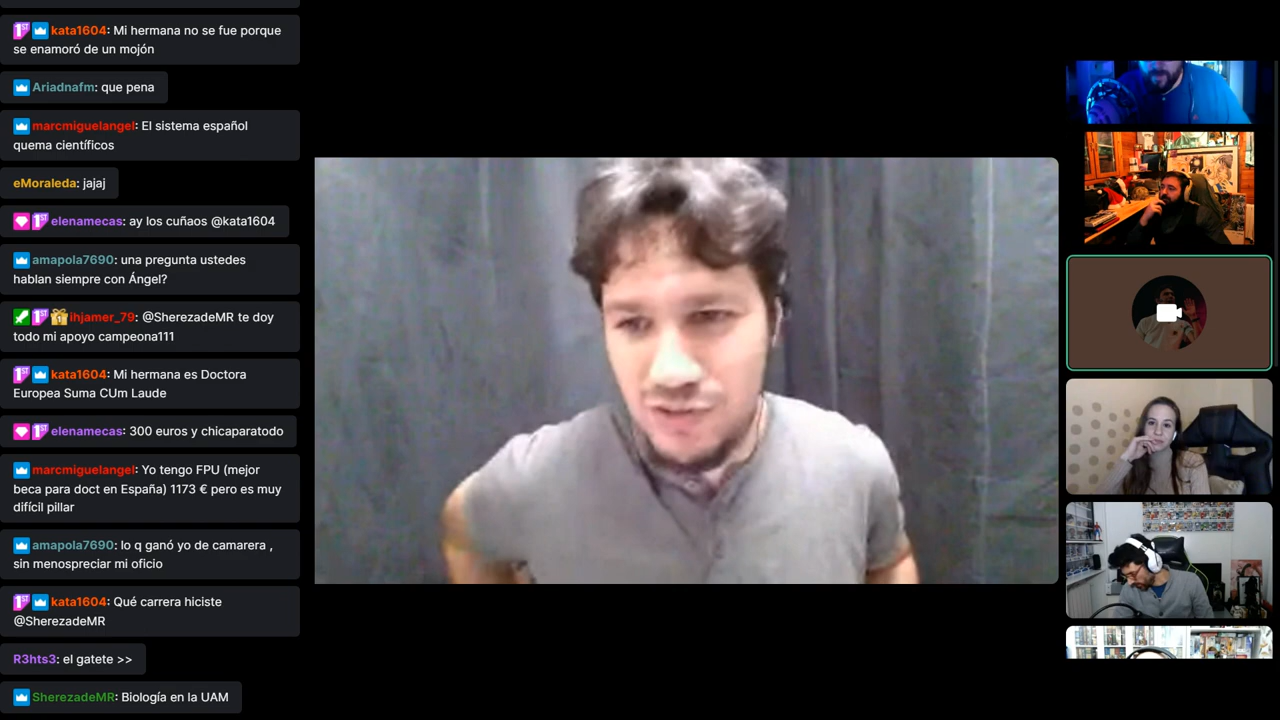 kata1604: Mi hermana no se fue porque
se enamoró de un mojón
Ariadnafm: que pena
marcmiguelangel: El sistema español
quema científicos
eMoraleda: jajaj
elenamecas: ay los cuñaos @kata1604
amapola7690: una pregunta ustedes
hablan siempre con Ángel?
ihjamer_79: @SherezadeMR te doy
todo mi apoyo campeona111
kata1604: Mi hermana es Doctora
Europea Suma CUm Laude
elenamecas: 300 euros y chicaparatodo
marcmiguelangel: Yo tengo FPU (mejor
beca para doct en España) 1173 € pero es muy
difícil pillar
amapola7690: lo q ganó yo de camarera ,
sin menospreciar mi oficio
kata1604: Qué carrera hiciste
@SherezadeMR
R3hts3: el gatete >>
SherezadeMR: Biología en la UAM